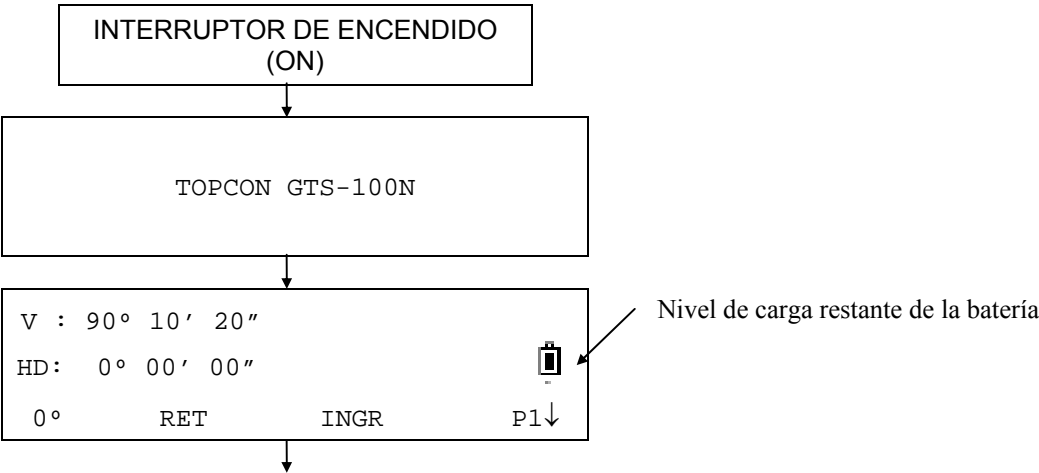 INTERRUPTOR DE ENCENDIDO
(ON)
TOPCON GTS-100N
V : 90º 10′ 20″
Nivel de carga restante de la batería
HD: 0º 00′ 00″
0º RET INGR P1↓